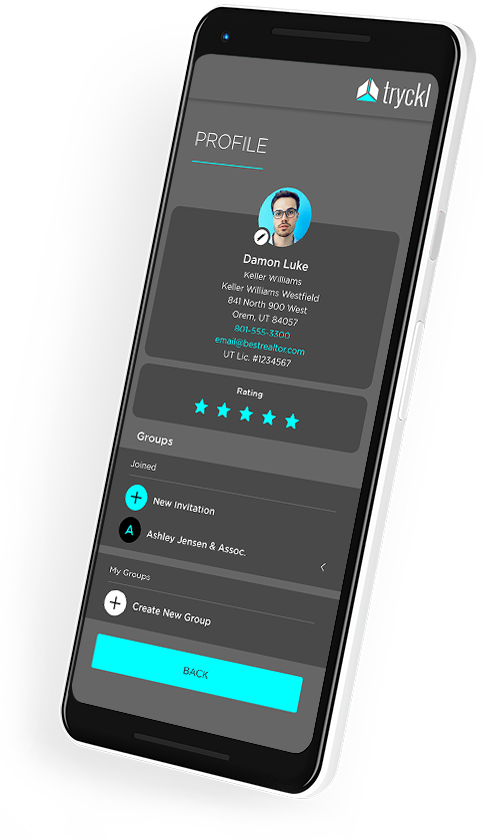 tryckl
PROFILE
Damon Luke
Keller Williams
Keller Williams Westfield
841 North 900 West
Orem, UT 84057
801-555-3300
email@bestrealtor.com
UT Lic. #1234567
Rating
Groups
Joined
New Invitation
A
Ashley Jensen & Assoc.
My Groups
Create New Group
BACK